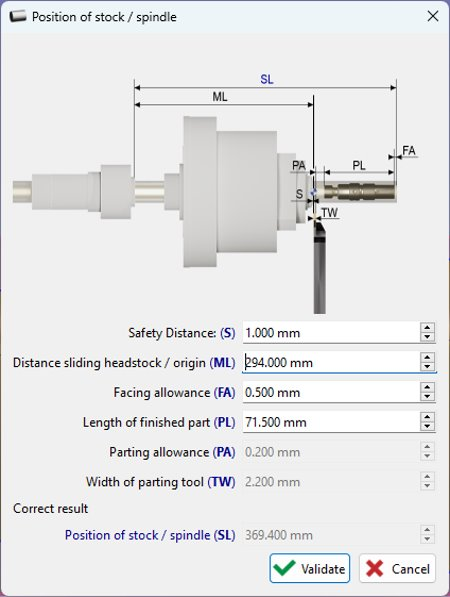 Position of stock / spindle
SL
ML
FA
PA
PL
S
TW
Safety Distance: (S) 1.000 mm
Distance sliding headstock / origin (ML) 294.000 mm
Facing allowance (FA) 0.500 mm
Length of finished part (PL) 71.500 mm
Parting allowance (PA) 0.200 mm
Width of parting tool (TW) 2.200 mm
Correct result
Position of stock / spindle (SL) 369.400 mm
Validate Cancel